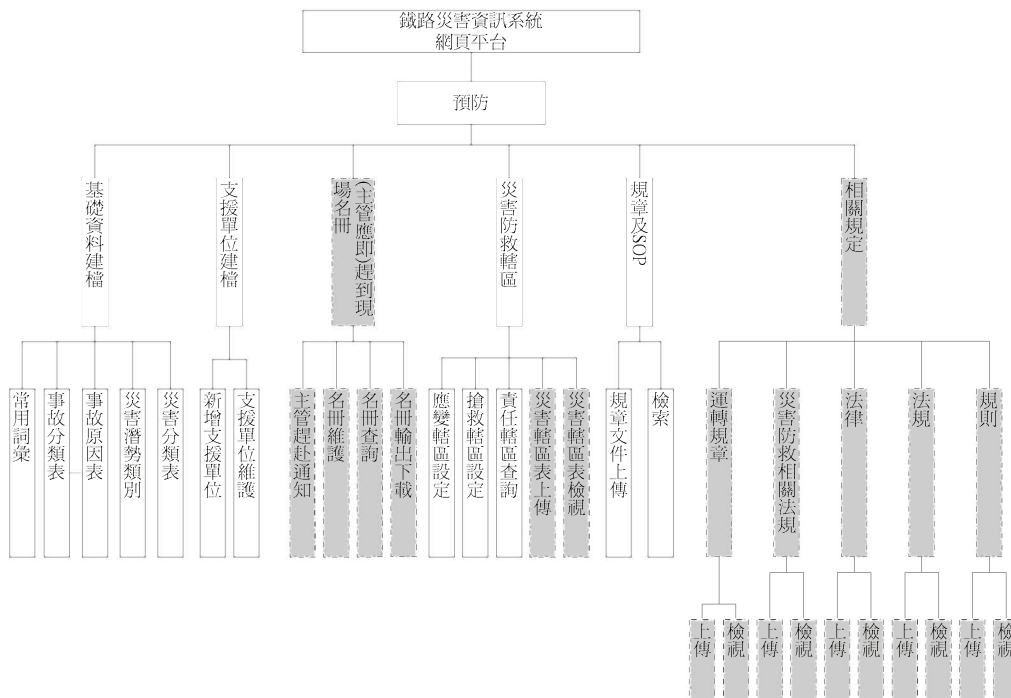 鐵路災害資訊系統
網頁平台
預防
基礎資料建檔
支援單位建檔
(主管應即)趕到現
場名冊
災害防救轄區
規章及SOP
相關規定
常用詞彙
事故分類表
事故原因表
災害潛勢類別
災害分類表
新增支援單位
支援單位維護
主管趕赴通知
名冊維護
名冊查詢
名冊輸出下載
應變轄區設定
搶救轄區設定
責任轄區查詢
災害轄區表上傳
災害轄區表檢視
規章文件上傳
檢索
運轉規章
災害防救相關法規
法律
法規
規則
上傳
檢視
上傳
檢視
上傳
檢視
上傳
檢視
上傳
檢視